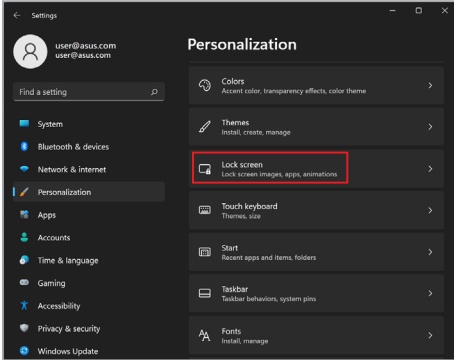 Settings
user@asus.com
user@asus.com
Find a setting
System
Bluetooth & devices
Network & internet
Personalization
Apps
Accounts
Time & language
Gaming
Accessibility
Privacy & security
Windows Update
Personalization
Colors
Accent color, transparency effects, color theme
Themes
Install, create, manage
Lock screen
Lock screen images, apps, animations
Touch keyboard
Themes, size
Start
Recent apps and items, folders
Taskbar
Taskbar behaviors, system pins
Fonts
Install, manage